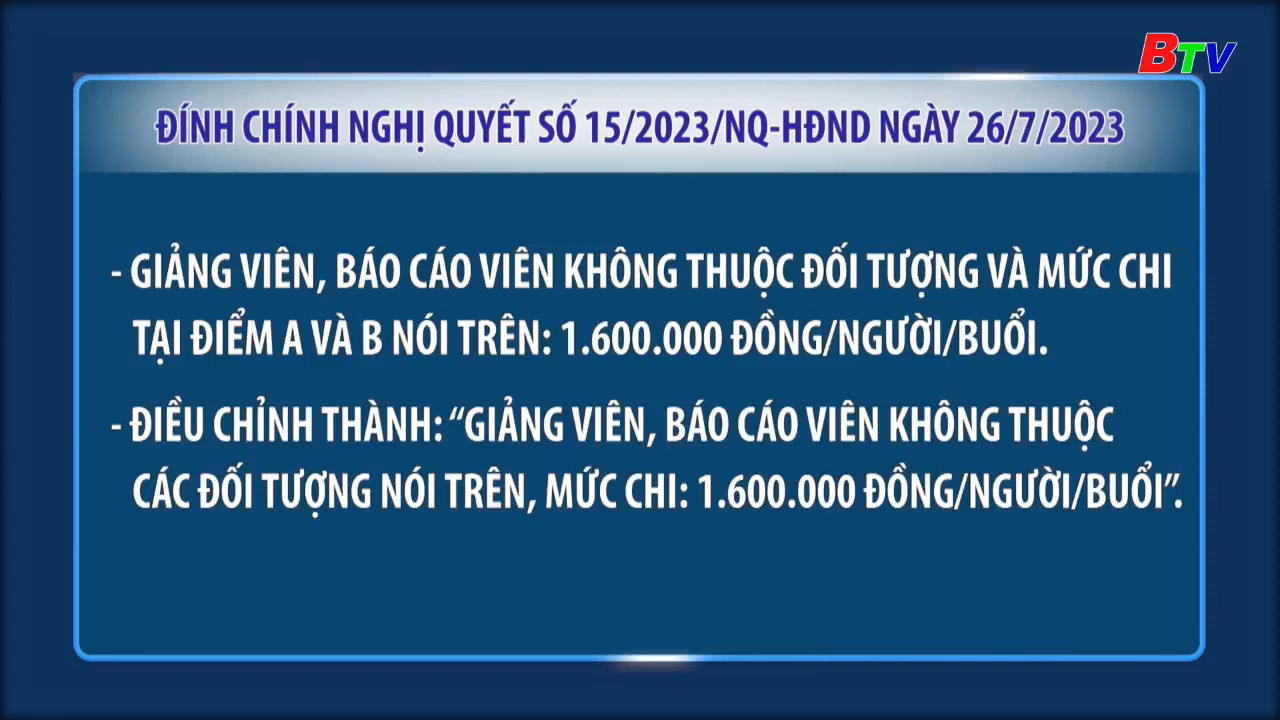 BTV
ĐÍNH CHÍNH NGHỊ QUYẾT SỐ 15/2023/NQ-HĐND NGÀY 26/7/2023
- GIẢNG VIÊN, BÁO CÁO VIÊN KHÔNG THUỘC ĐỐI TƯỢNG VÀ MỨC CHI
TẠI ĐIỂM A VÀ B NÓI TRÊN: 1.600.000 ĐỒNG/NGƯỜI/BUỔI.
- ĐIỀU CHỈNH THÀNH: “GIẢNG VIÊN, BÁO CÁO VIÊN KHÔNG THUỘC
CÁC ĐỐI TƯỢNG NÓI TRÊN, MỨC CHI: 1.600.000 ĐỒNG/NGƯỜI/BUỔI”.